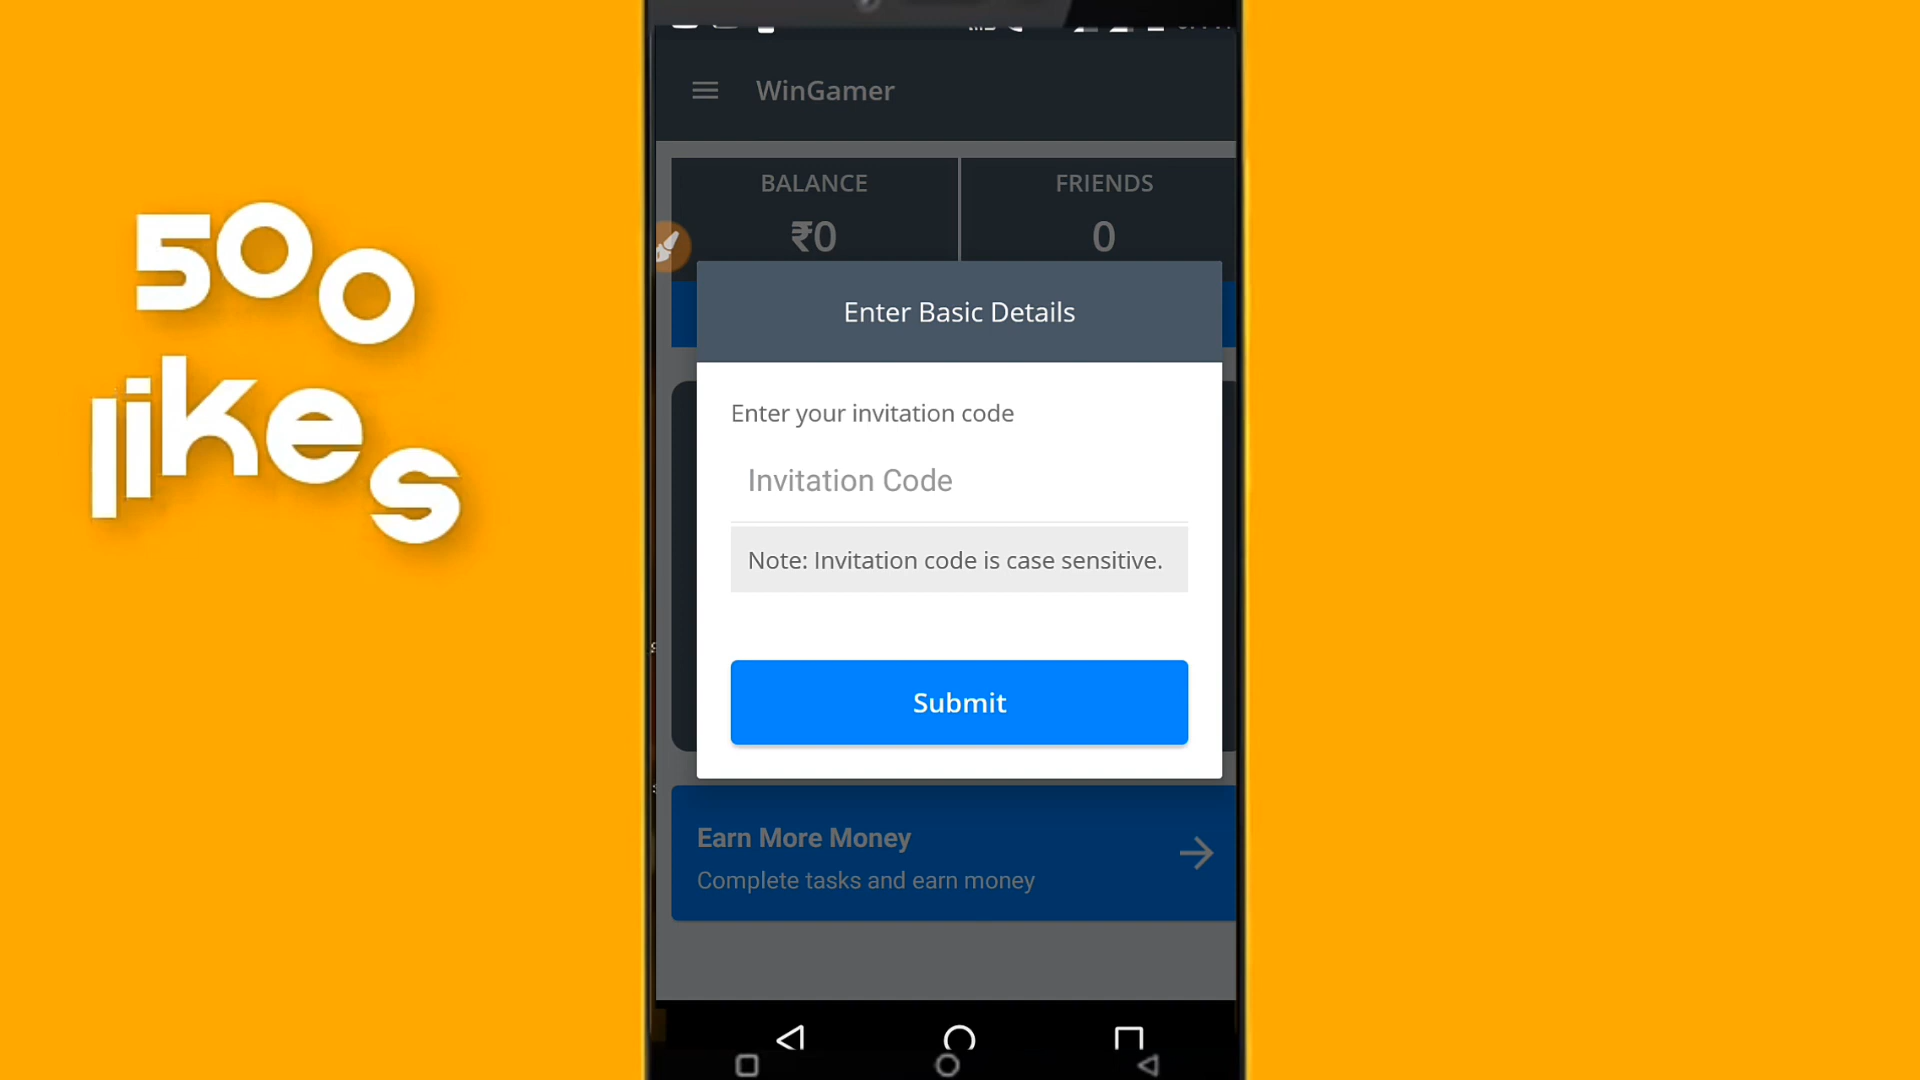 500
likes
WinGamer
BALANCE
FRIENDS
₹0
0
Enter Basic Details
Enter your invitation code
Invitation Code
Note: Invitation code is case sensitive.
Submit
Earn More Money
Complete tasks and earn money